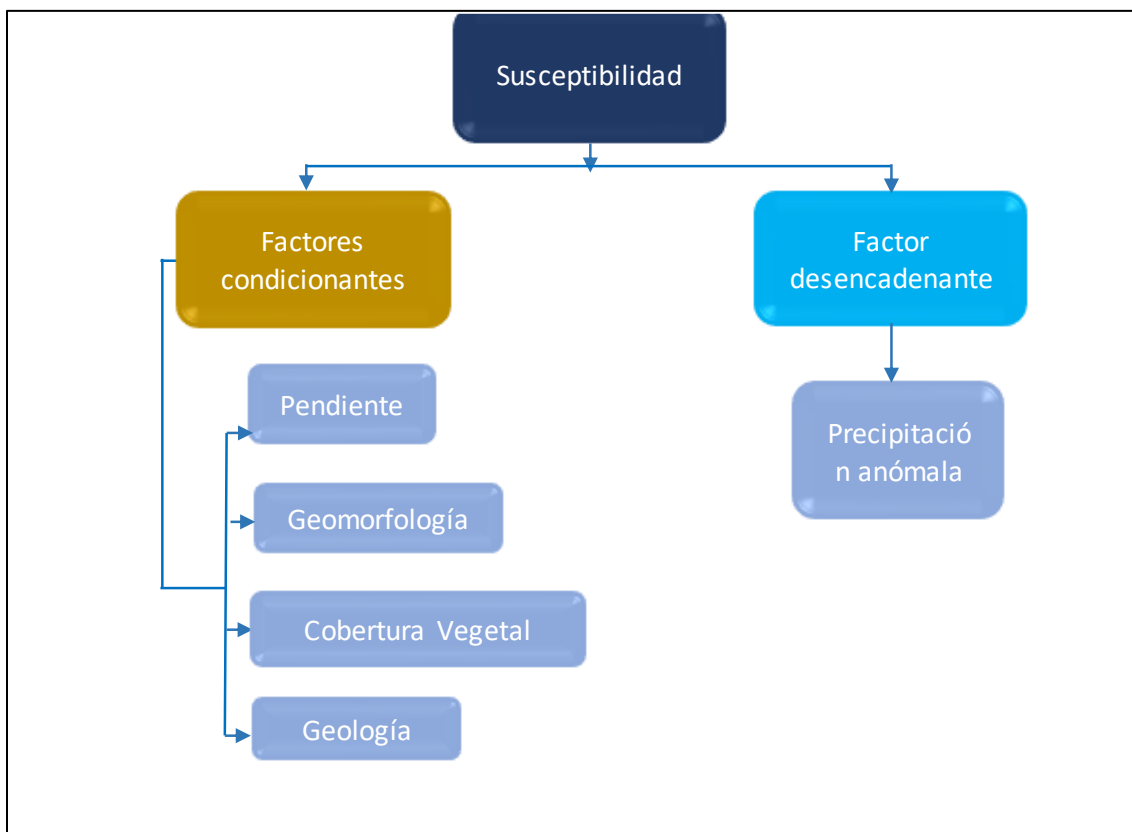 Susceptibilidad
Factores
condicionantes
Factor
desencadenante
Pendiente
Geomorfología
Cobertura Vegetal
Geología
Precipitació
n anómala